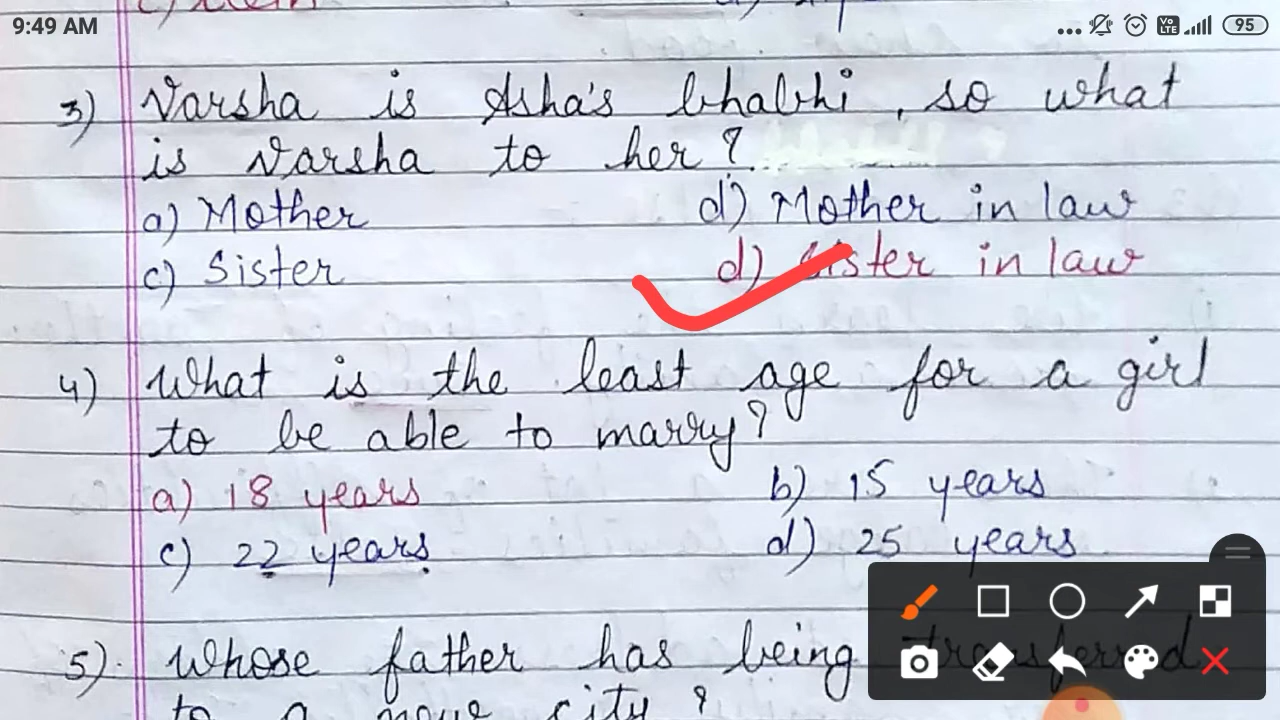 9:49 AM
95
3) Varsha is Asha's bhabhi, so what
is Varsha to her?
a) Mother
d) Mother in law
c) Sister
d) Sister in law
4) What is the least age for a girl
to be able to marry?
a) 18 years
b) 15 years
c) 22 years
d) 25 years
5). Whose father has being transferred
to a city?